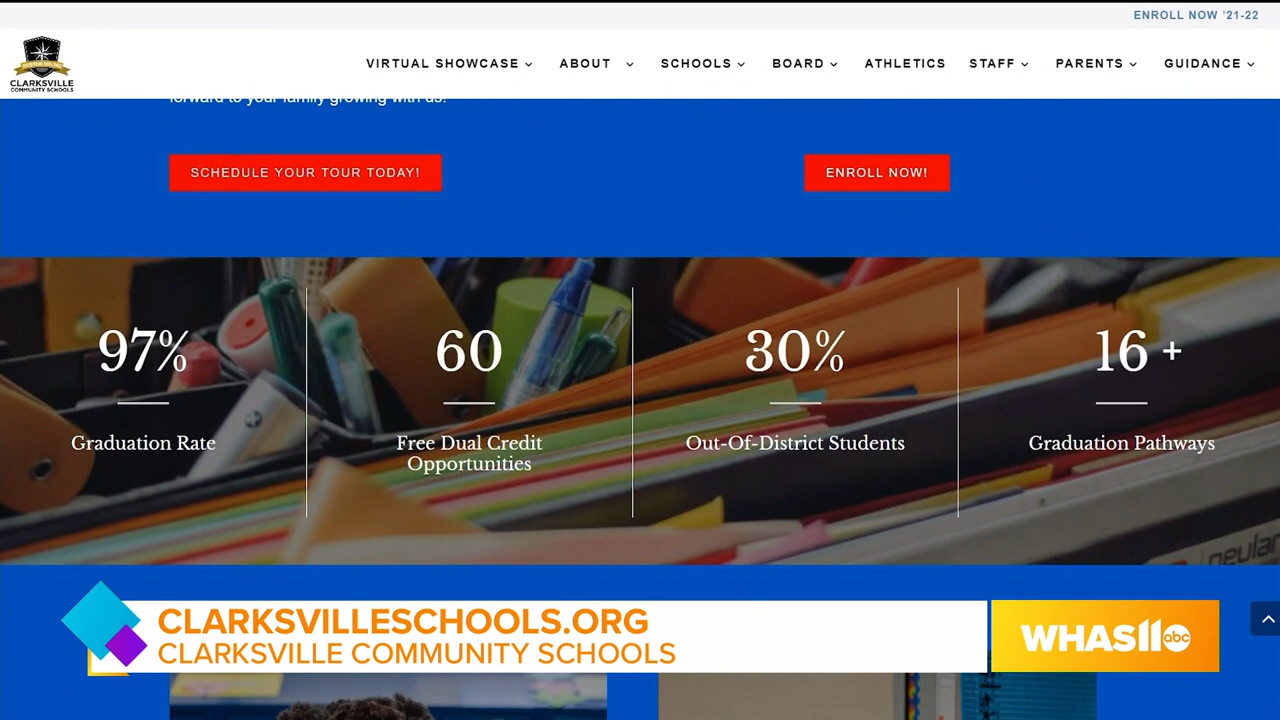 ENROLL NOW '21-22
CLARKSVILLE
COMMUNITY SCHOOLS
VIRTUAL SHOWCASE
ABOUT
SCHOOLS
BOARD
ATHLETICS
STAFF
PARENTS
GUIDANCE
forward to your family growing with us!
SCHEDULE YOUR TOUR TODAY!
ENROLL NOW!
97%
Graduation Rate
60
Free Dual Credit
Opportunities
30%
Out-Of-District Students
16 +
Graduation Pathways
CLARKSVILLESCHOOLS.ORG
CLARKSVILLE COMMUNITY SCHOOLS
WHAS11 abc